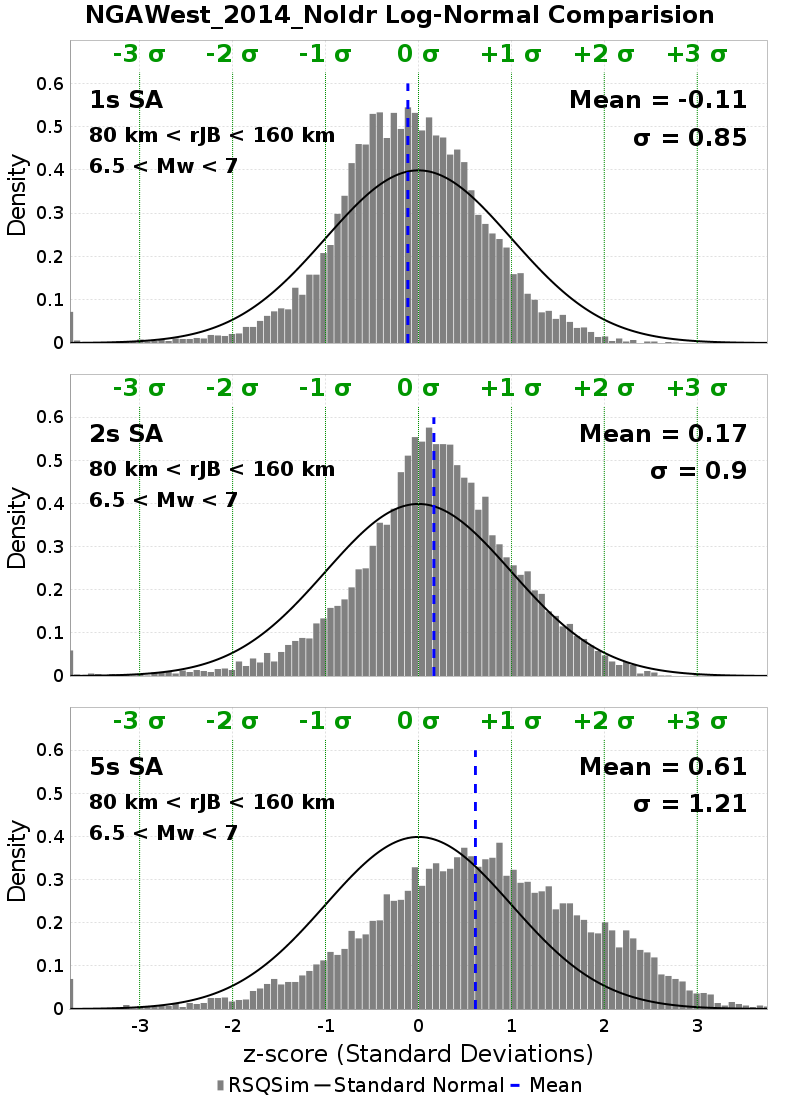 NGAWest_2014_NoIdr Log-Normal Comparision
-3 σ -2 σ -1 σ 0 σ +1 σ +2 σ +3 σ
0.6
1s SA
Mean = -0.11
0.5
80 km < rJB < 160 km
σ = 0.85
6.5 < Mw < 7
0.4
Density
0.3
0.2
0.1
0
-3 σ -2 σ -1 σ 0 σ +1 σ +2 σ +3 σ
0.6
2s SA
Mean = 0.17
0.5
80 km < rJB < 160 km
σ = 0.9
6.5 < Mw < 7
0.4
Density
0.3
0.2
0.1
0
-3 σ -2 σ -1 σ 0 σ +1 σ +2 σ +3 σ
0.6
5s SA
Mean = 0.61
0.5
80 km < rJB < 160 km
σ = 1.21
6.5 < Mw < 7
0.4
Density
0.3
0.2
0.1
0
-3 -2 -1 0 1 2 3
z-score (Standard Deviations)
RSQSim Standard Normal Mean